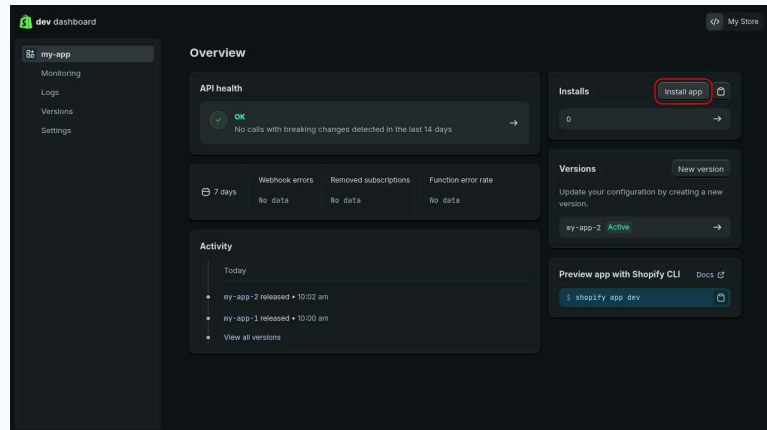 dev dashboard
</> My Store
my-app
Monitoring
Logs
Versions
Settings
Overview
API health
OK
No calls with breaking changes detected in the last 14 days
7 days
Webhook errors
No data
Removed subscriptions
No data
Function error rate
No data
Activity
Today
my-app-2 released • 10:02 am
my-app-1 released • 10:00 am
View all versions
Installs
Install app
0
Versions
New version
Update your configuration by creating a new
version.
my-app-2 Active
Preview app with Shopify CLI
Docs
$ shopify app dev